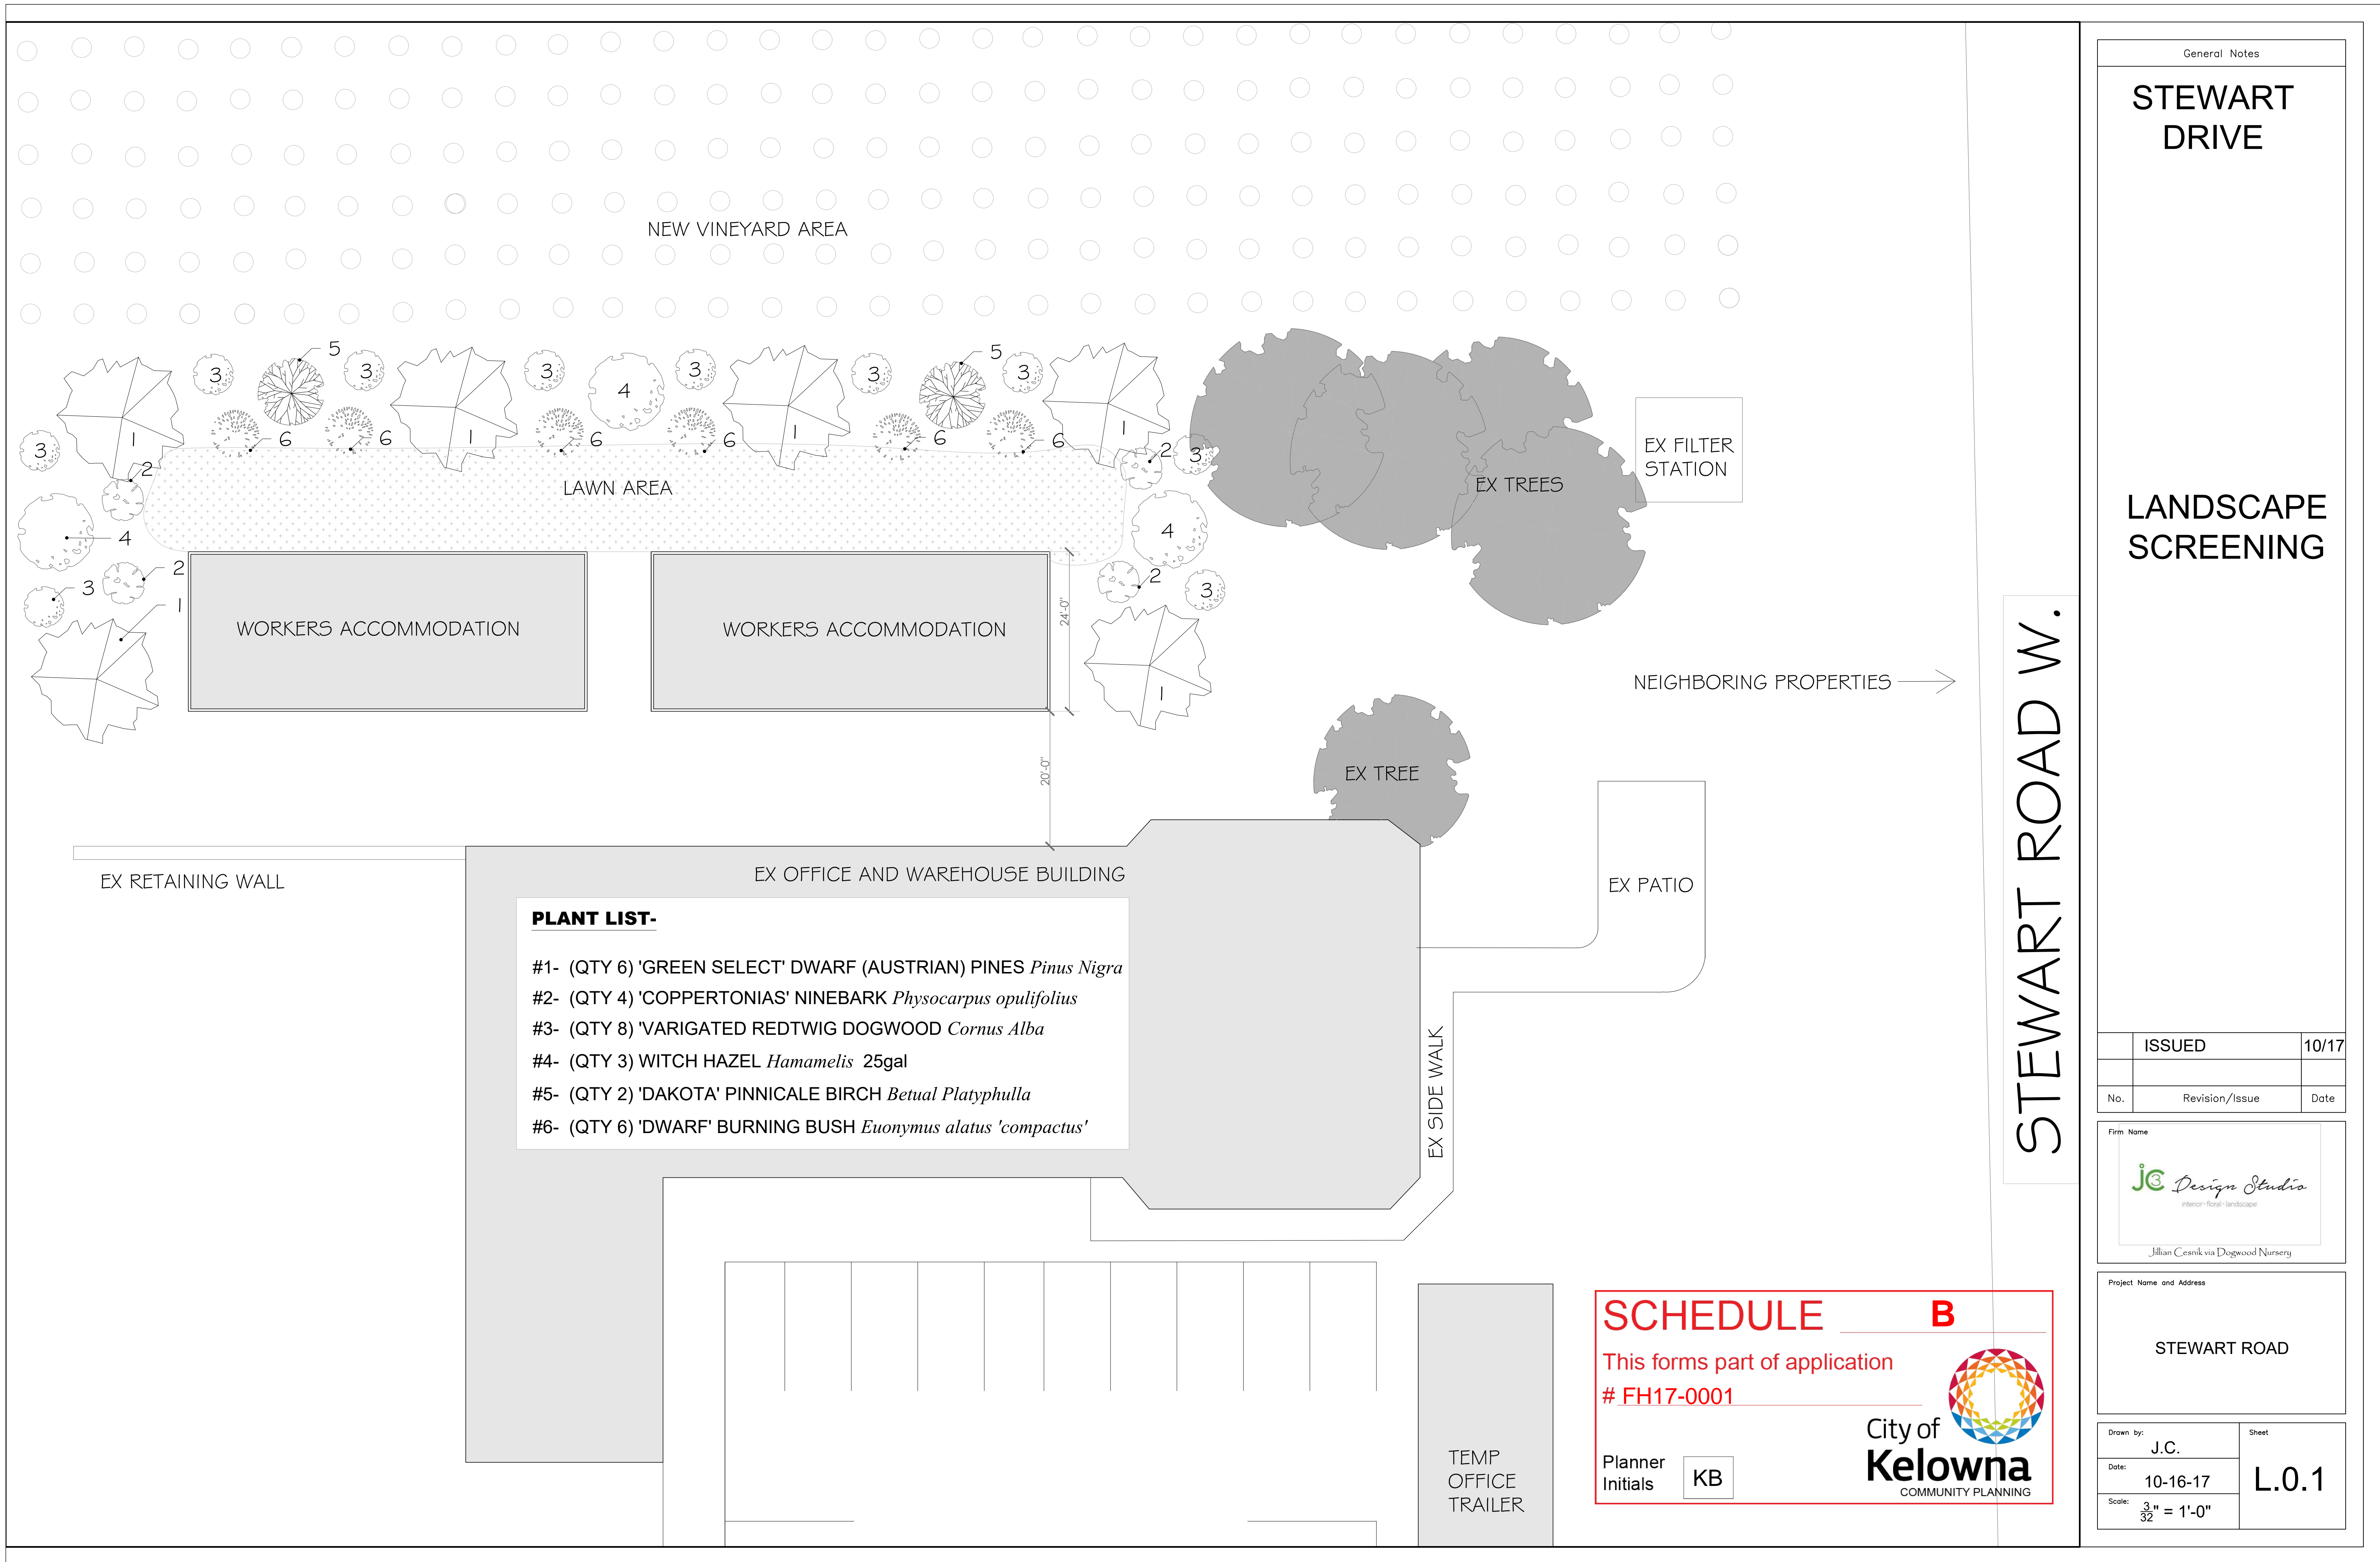 NEW VINEYARD AREA
5
5
3
3
3
4
3
3
3
1
6
6
1
6
6
1
6
6
1
3
2
2
3
LAWN AREA
EX TREES
EX FILTER
STATION
4
4
2
3
1
2
3
1
WORKERS ACCOMMODATION
WORKERS ACCOMMODATION
24'-0"
20'-0"
NEIGHBORING PROPERTIES
EX TREE
EX RETAINING WALL
EX OFFICE AND WAREHOUSE BUILDING
EX PATIO
PLANT LIST-
#1- (QTY 6) 'GREEN SELECT' DWARF (AUSTRIAN) PINES Pinus Nigra
#2- (QTY 4) 'COPPERTONIAS' NINEBARK Physocarpus opulifolius
#3- (QTY 8) 'VARIGATED REDTWIG DOGWOOD Cornus Alba
#4- (QTY 3) WITCH HAZEL Hamamelis 25gal
#5- (QTY 2) 'DAKOTA' PINNICALE BIRCH Betual Platyphulla
#6- (QTY 6) 'DWARF' BURNING BUSH Euonymus alatus 'compactus'
EX SIDE WALK
STEWART ROAD W.
TEMP
OFFICE
TRAILER
SCHEDULE B
This forms part of application
# FH17-0001
City of
Kelowna
COMMUNITY PLANNING
Planner
Initials
KB
General Notes
STEWART
DRIVE
LANDSCAPE
SCREENING
ISSUED 10/17
No. Revision/Issue Date
Firm Name
jc3 Design Studio
interior · floral · landscape
Jillian Cesnik via Dogwood Nursery
Project Name and Address
STEWART ROAD
Drawn by:
J.C.
Date:
10-16-17
Scale:
3/32" = 1'-0"
Sheet
L.0.1